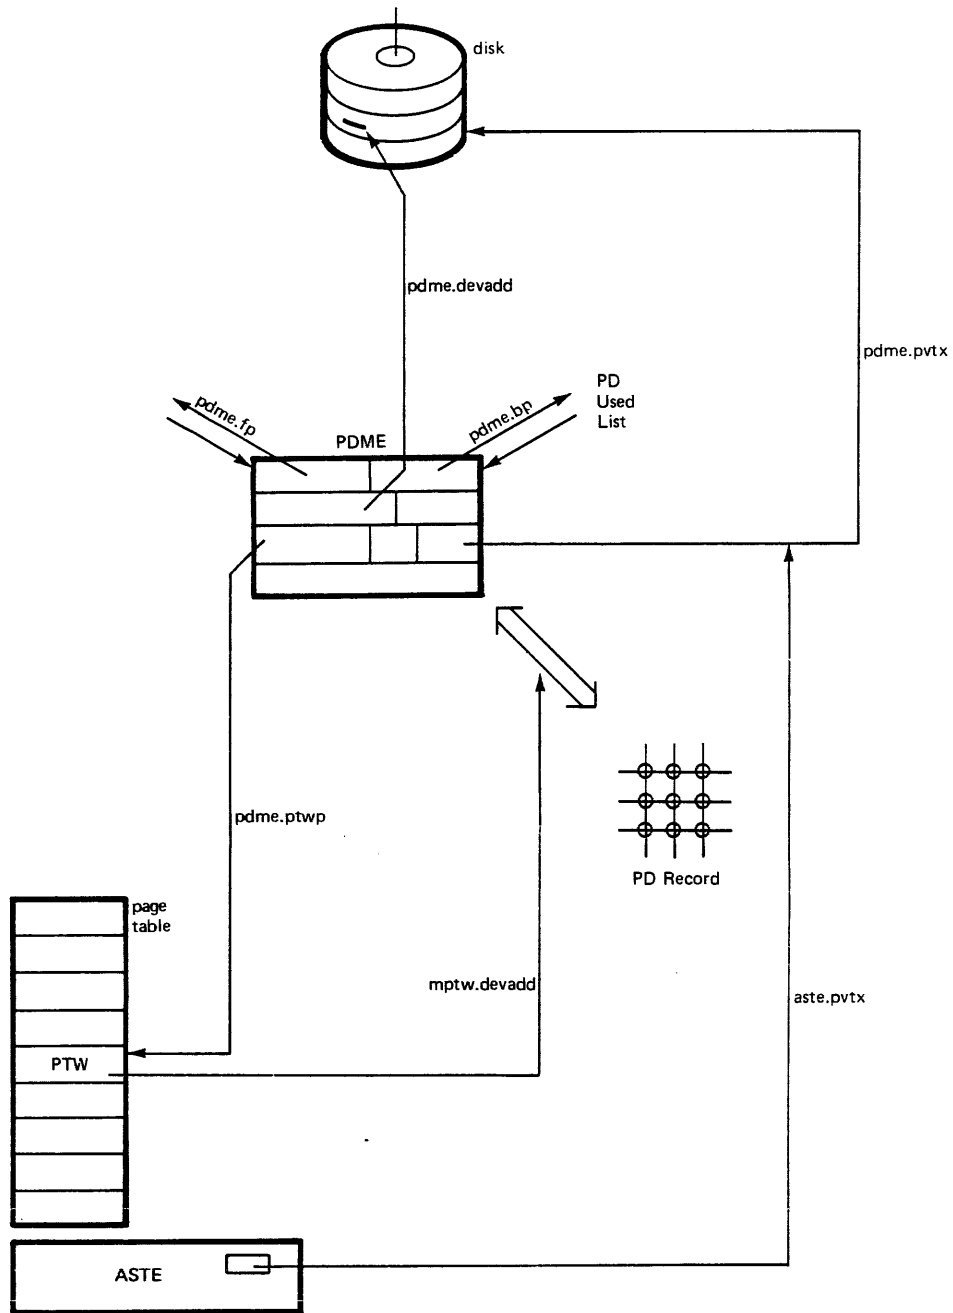 disk
pdme.devadd
pdme.pvtx
pdme.fp
pdme.bp
PD
Used
List
PDME
pdme.ptwp
PD Record
page
table
mptw.devadd
aste.pvtx
PTW
ASTE